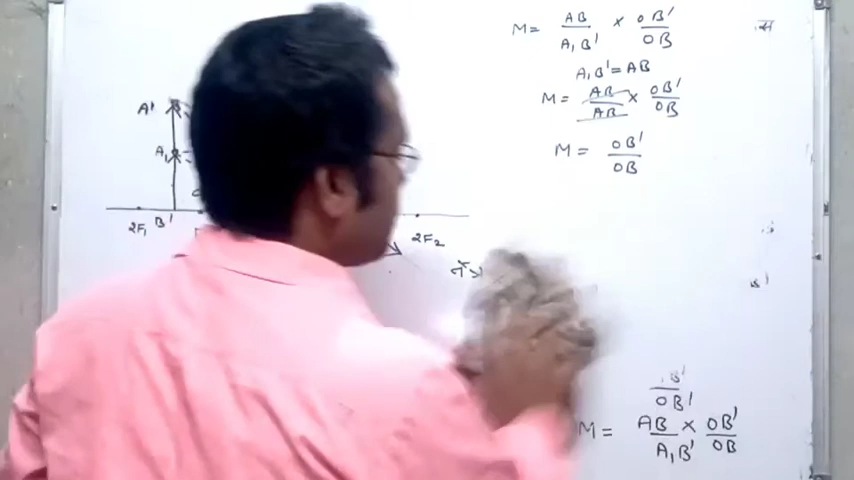 M = AB / A₁B' × OB' / OB
A₁B' = AB
M = AB / AB × OB' / OB
M = OB' / OB
A'
A₁
2F₁ B'
2F₂
OB'
M = AB / A₁B' × OB' / OB